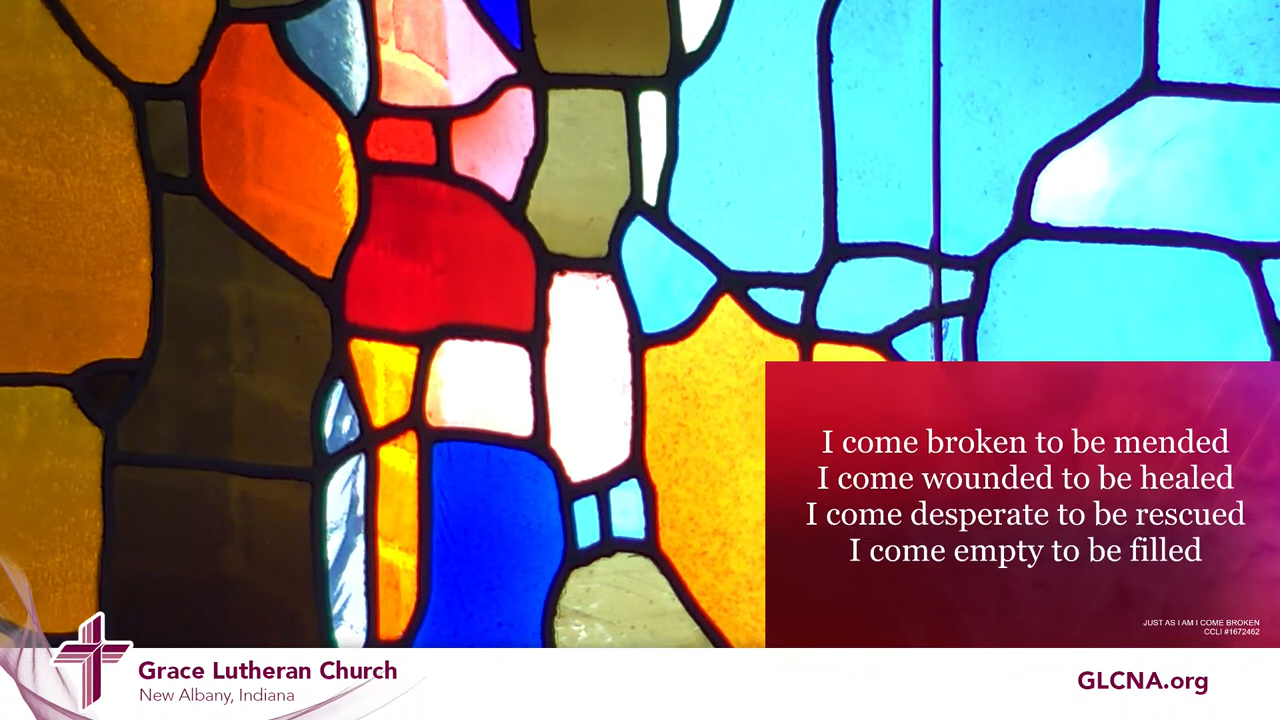 I come broken to be mended
I come wounded to be healed
I come desperate to be rescued
I come empty to be filled
JUST AS I AM I COME BROKEN
CCLI #1672462
Grace Lutheran Church
New Albany, Indiana
GLCNA.org